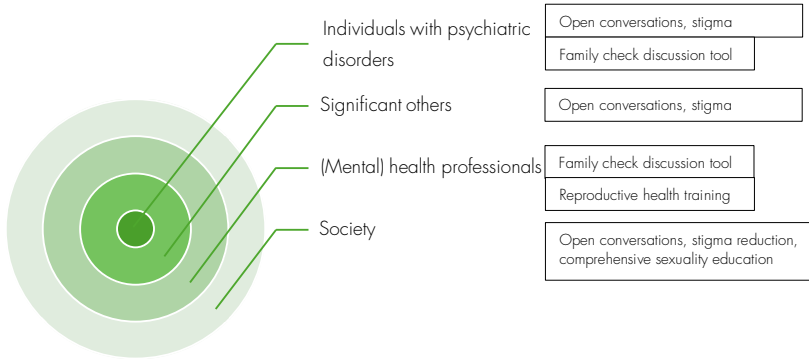 Individuals with psychiatric
disorders
Open conversations, stigma
Family check discussion tool
Significant others
Open conversations, stigma
(Mental) health professionals
Family check discussion tool
Reproductive health training
Society
Open conversations, stigma reduction,
comprehensive sexuality education